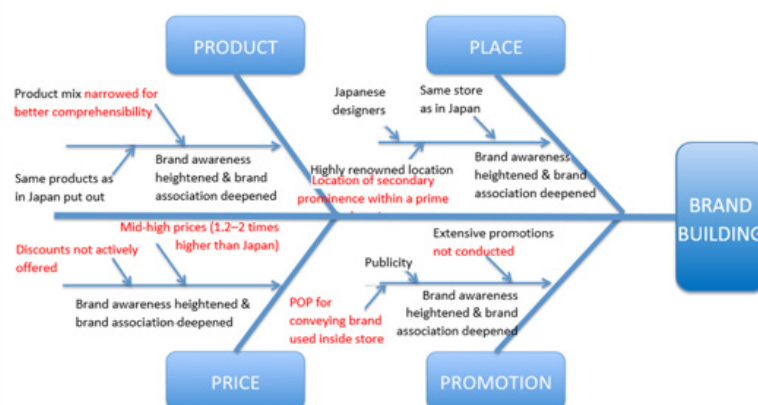 PRODUCT
PLACE
Product mix narrowed for
better comprehensibility
Japanese
designers
Same store
as in Japan
Same products as
in Japan put out
Brand awareness
heightened & brand
association deepened
Highly renowned location
Location of secondary
prominence within a prime
Brand awareness
heightened & brand
association deepened
BRAND
BUILDING
Mid-high prices (1.2–2 times
higher than Japan)
Discounts not actively
offered
Brand awareness heightened &
brand association deepened
Extensive promotions
not conducted
Publicity
POP for
conveying brand
used inside store
Brand awareness
heightened & brand
association deepened
PRICE
PROMOTION